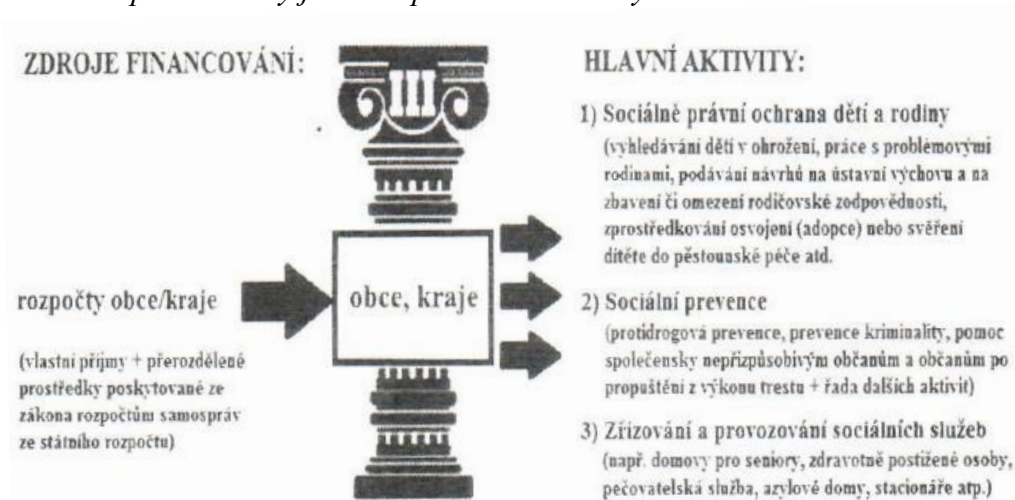 ZDROJE FINANCOVÁNÍ:
rozpočty obce/kraje
(vlastní příjmy + přerozdělené
prostředky poskytované ze
zákona rozpočtům samospráv
ze státního rozpočtu)
obce, kraje
HLAVNÍ AKTIVITY:
1) Sociálně právní ochrana dětí a rodiny
(vyhledávání dětí v ohrožení, práce s problémovými
rodinami, podávání návrhů na ústavní výchovu a na
zbavení či omezení rodičovské zodpovědnosti,
zprostředkování osvojení (adopce) nebo svěření
dítěte do pěstounské péče atd.
2) Sociální prevence
(protidrogová prevence, prevence kriminality, pomoc
společensky nepřizpůsobivým občanům a občanům po
propuštění z výkonu trestu + řada dalších aktivit)
3) Zřizování a provozování sociálních služeb
(např. domovy pro seniory, zdravotně postižené osoby,
pečovatelská služba, azylové domy, stacionáře atp.)